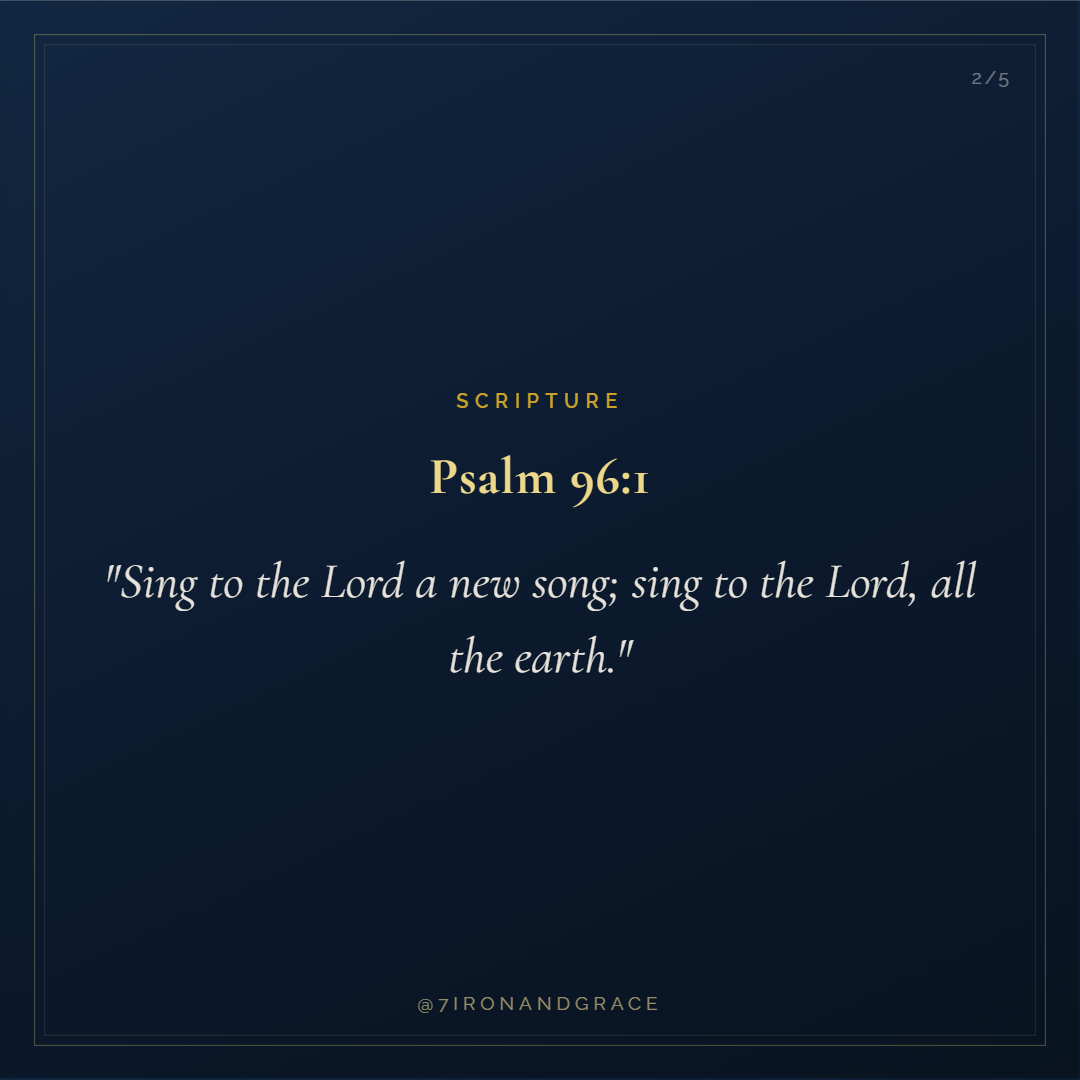 2/5
SCRIPTURE
Psalm 96:1
"Sing to the Lord a new song; sing to the Lord, all
the earth."
@7IRONANDGRACE